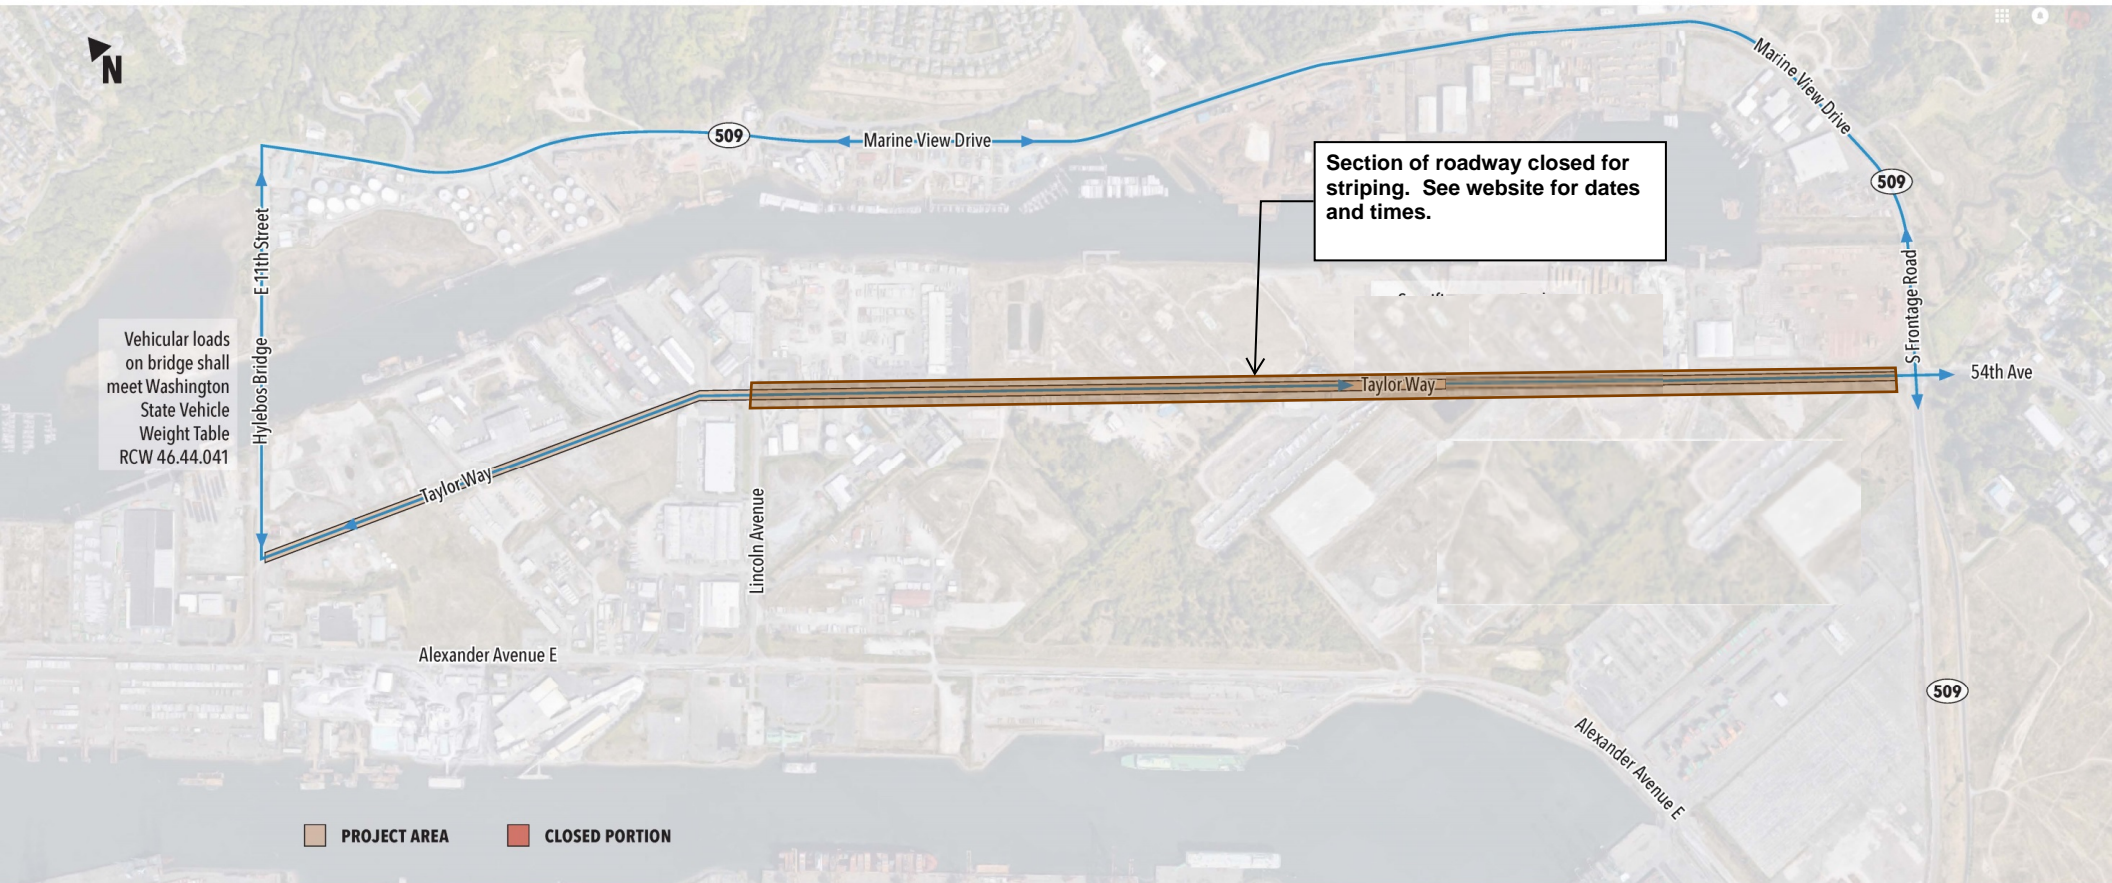 N
Marine View Drive
509
Marine View Drive
Section of roadway closed for
striping. See website for dates
and times.
509
E 11th Street
S Frontage Road
Vehicular loads
on bridge shall
meet Washington
State Vehicle
Weight Table
RCW 46.44.041
Hylebos Bridge
54th Ave
Taylor Way
Taylor Way
Lincoln Avenue
Alexander Avenue E
509
Alexander Avenue E
PROJECT AREA
CLOSED PORTION